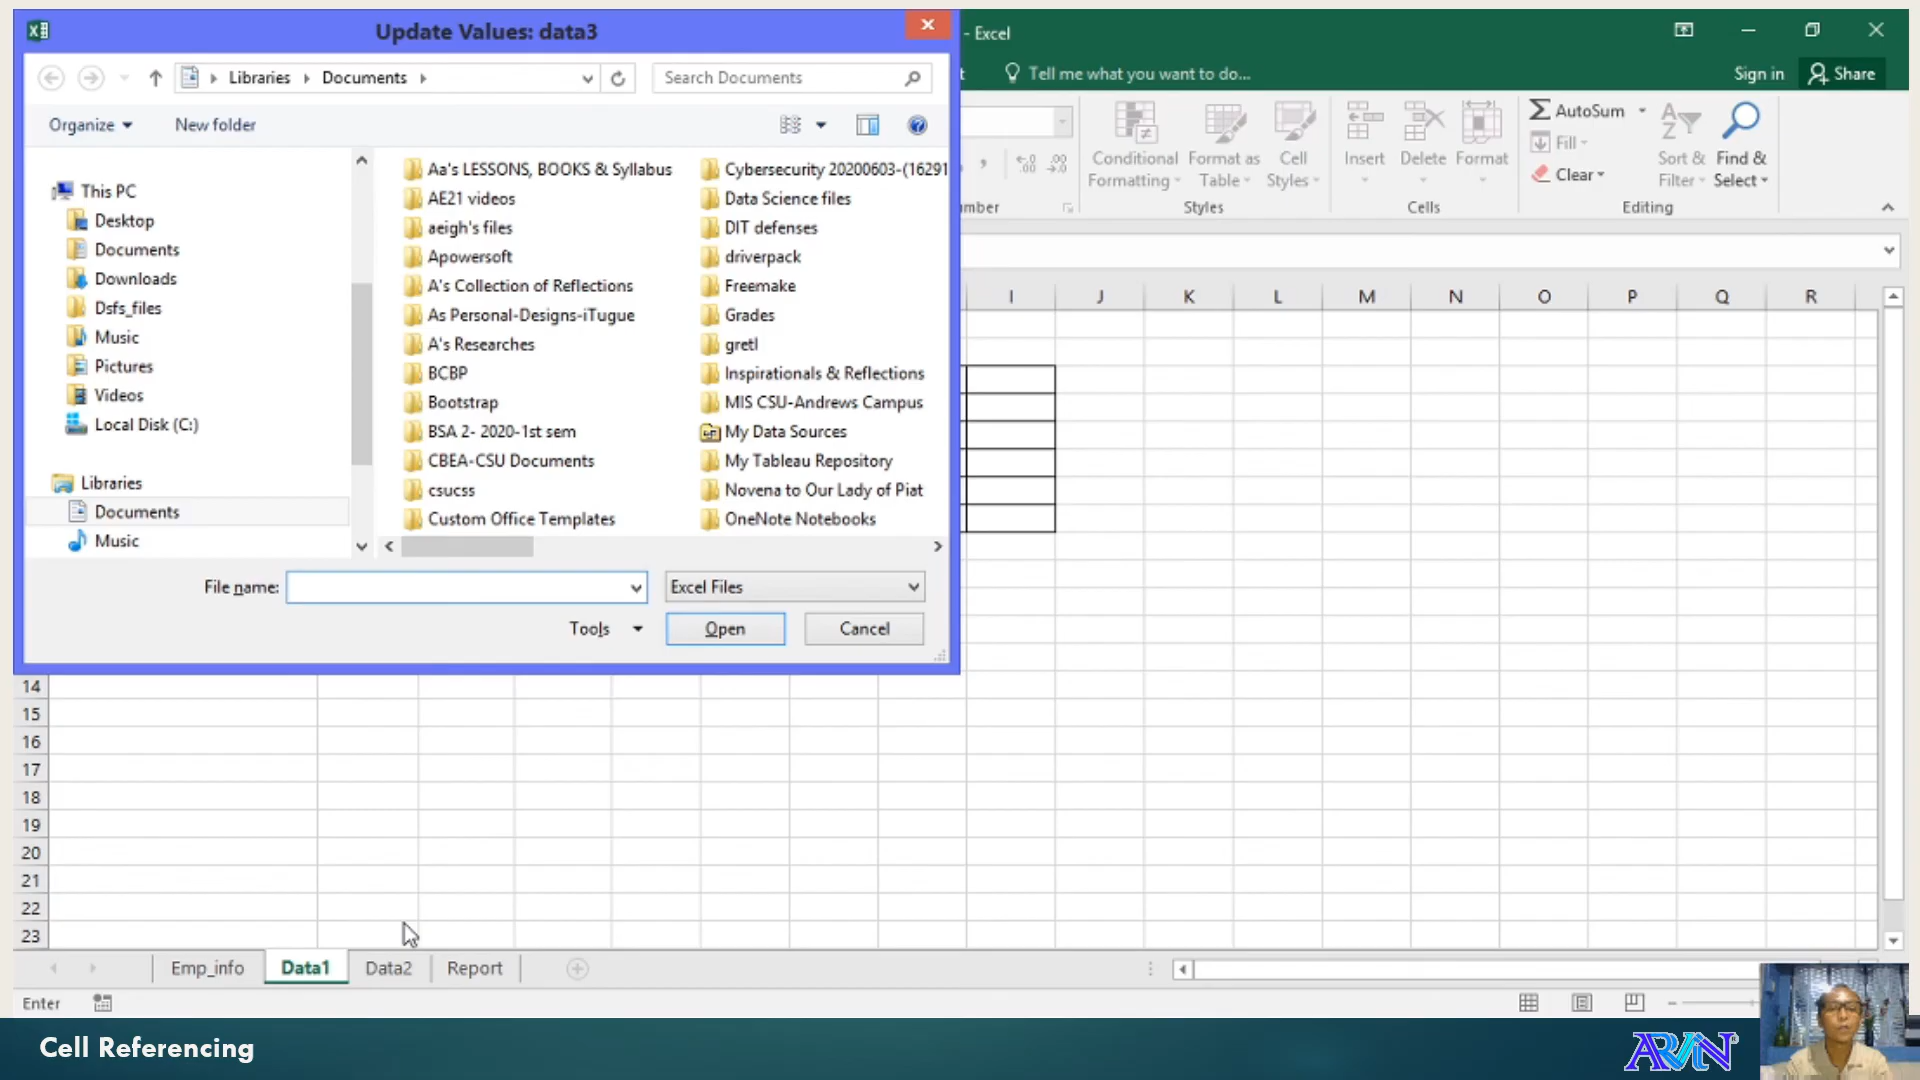 Update Values: data3
- Excel
Libraries
Documents
Search Documents
Tell me what you want to do...
Sign in
Share
Organize
New folder
AutoSum
Fill
Clear
Conditional
Formatting
Format as
Table
Cell
Styles
Insert
Delete
Format
Sort &
Filter
Find &
Select
mber
Styles
Cells
Editing
This PC
Desktop
Documents
Downloads
Dsfs_files
Music
Pictures
Videos
Local Disk (C:)
Libraries
Documents
Music
Aa's LESSONS, BOOKS & Syllabus
AE21 videos
aeigh's files
Apowersoft
A's Collection of Reflections
As Personal-Designs-iTugue
A's Researches
BCBP
Bootstrap
BSA 2- 2020-1st sem
CBEA-CSU Documents
csucss
Custom Office Templates
Cybersecurity 20200603-(16291
Data Science files
DIT defenses
driverpack
Freemake
Grades
gretl
Inspirationals & Reflections
MIS CSU-Andrews Campus
My Data Sources
My Tableau Repository
Novena to Our Lady of Piat
OneNote Notebooks
File name:
Excel Files
Tools
Open
Cancel
I J K L M N O P Q R
14
15
16
17
18
19
20
21
22
23
Emp_info
Data1
Data2
Report
Enter
Cell Referencing
ARVIN